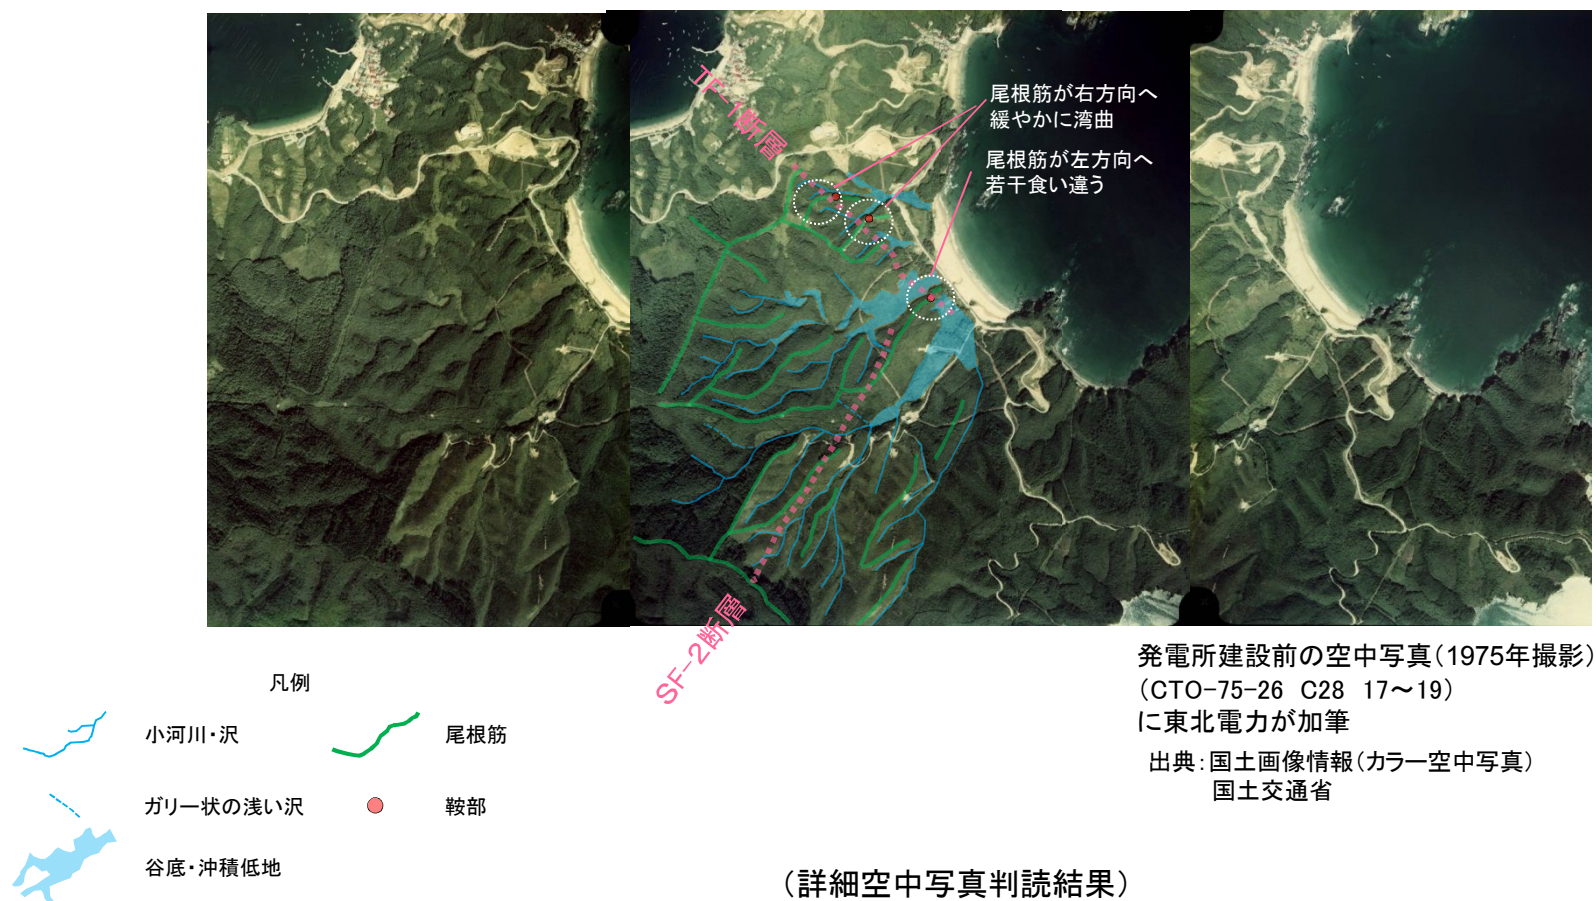 TF-1断層
尾根筋が右方向へ
緩やかに湾曲
尾根筋が左方向へ
若干食い違う
SF-2断層
凡例
小河川・沢
尾根筋
ガリー状の浅い沢
鞍部
谷底・沖積低地
発電所建設前の空中写真(1975年撮影)
(CTO-75-26 C28 17~19)
に東北電力が加筆
出典:国土画像情報(カラー空中写真)
国土交通省
(詳細空中写真判読結果)